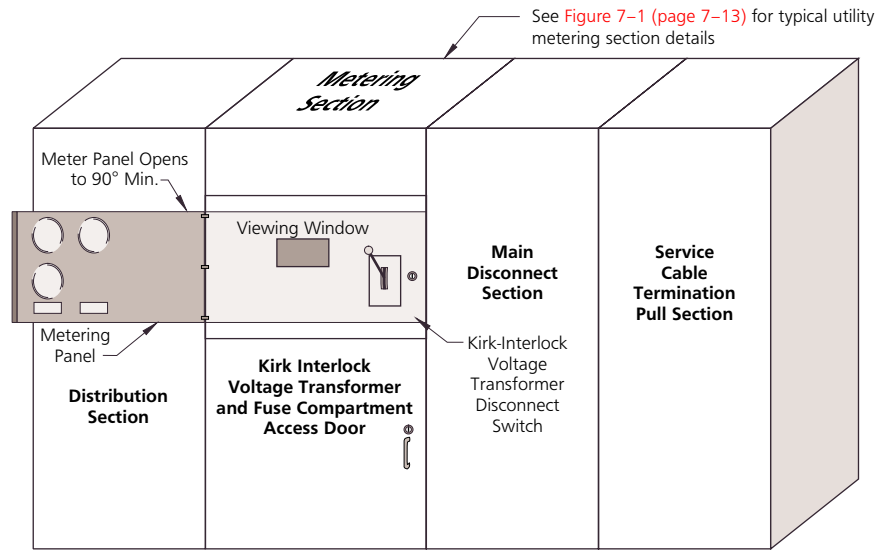 See Figure 7–1 (page 7–13) for typical utility
metering section details
Metering
Section
Meter Panel Opens
to 90° Min.
Viewing Window
Main
Disconnect
Section
Service
Cable
Termination
Pull Section
Metering
Panel
Kirk-Interlock
Voltage
Transformer
Disconnect
Switch
Kirk Interlock
Voltage Transformer
and Fuse Compartment
Access Door
Distribution
Section